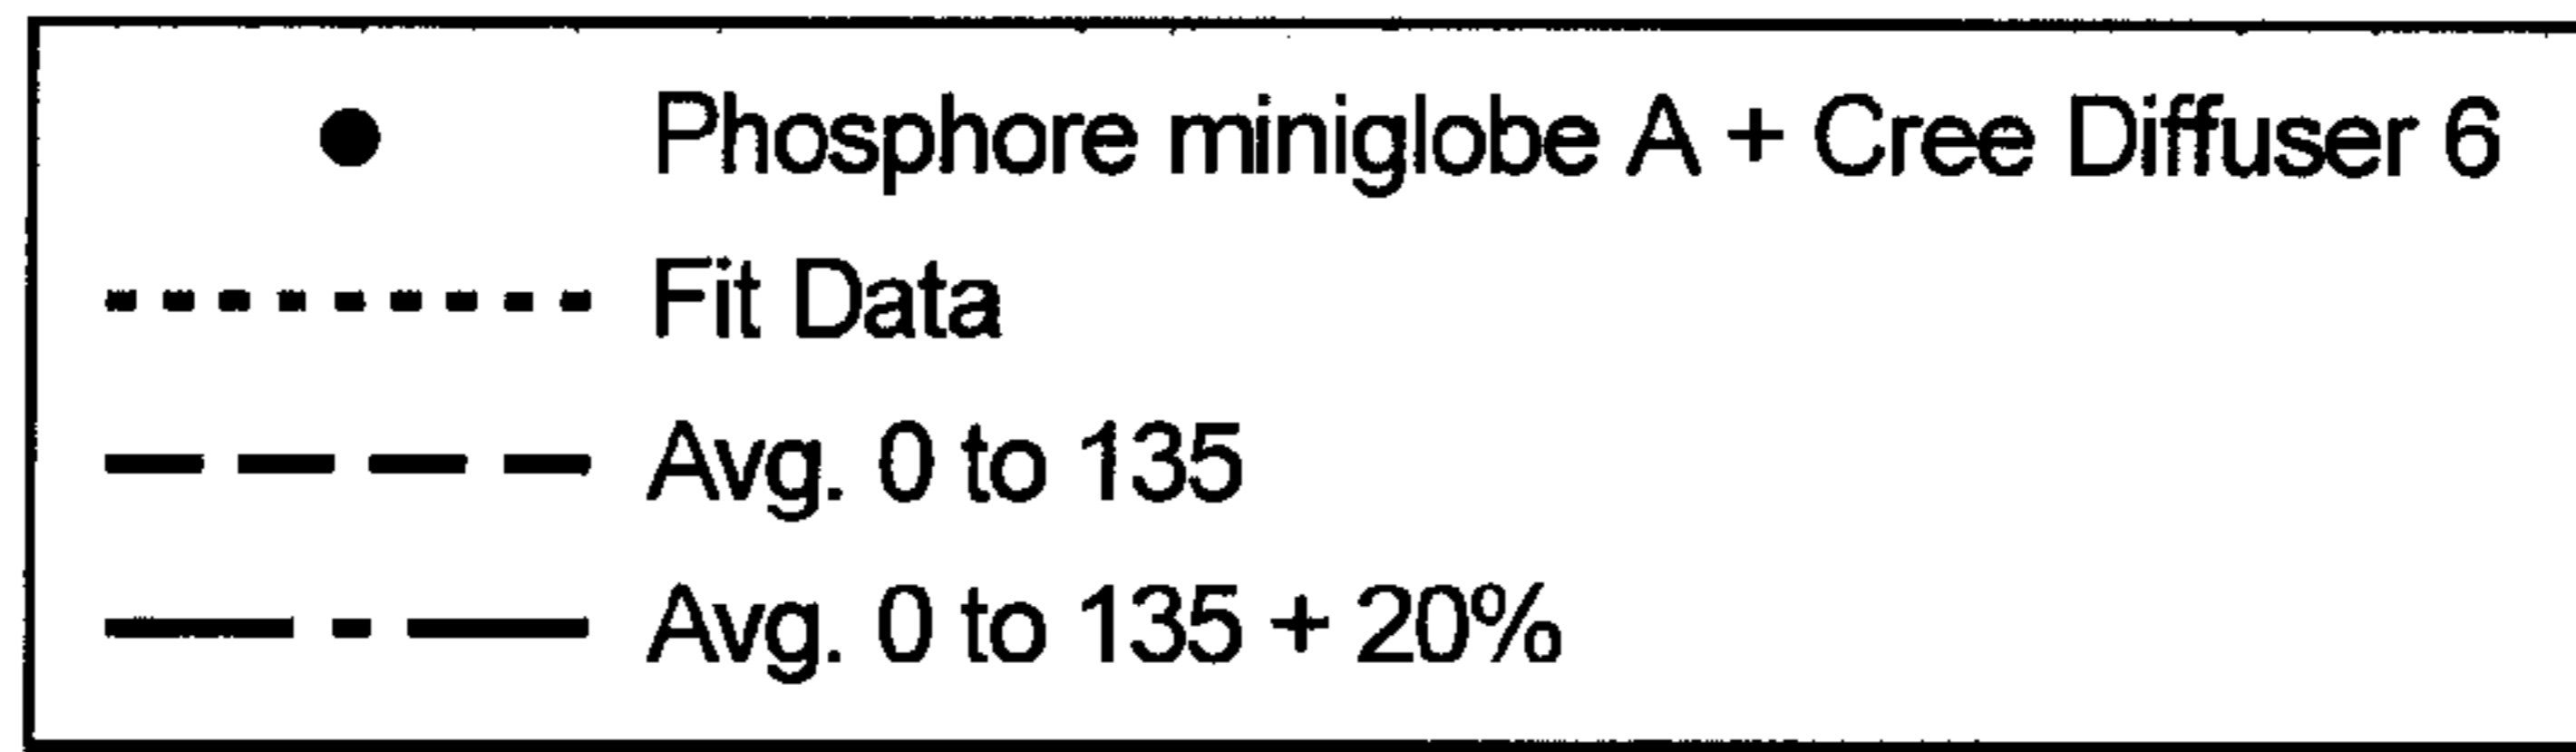 Phosphore miniglobe A + Cree Diffuser 6
Fit Data
Avg. 0 to 135
Avg. 0 to 135 + 20%